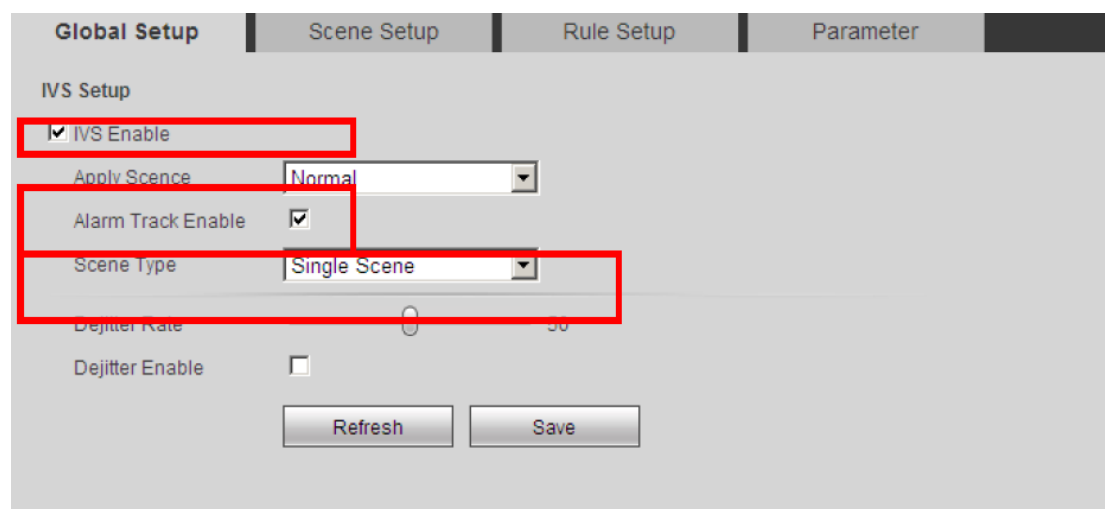 Global Setup Scene Setup Rule Setup Parameter
IVS Setup
IVS Enable
Apply Scence Normal
Alarm Track Enable
Scene Type Single Scene
Dejitter Rate 50
Dejitter Enable
Refresh Save